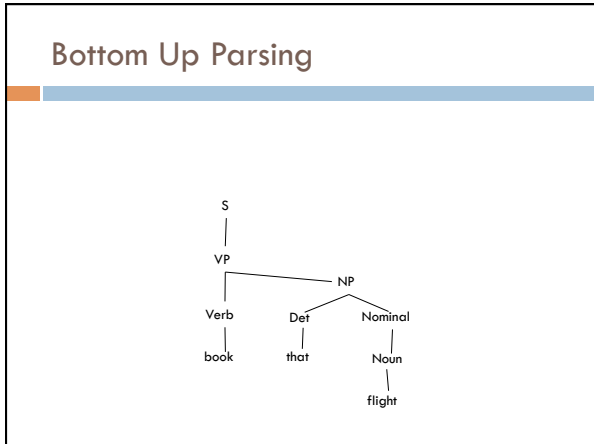 Bottom Up Parsing
S
VP
NP
Verb Det Nominal
book that Noun
flight